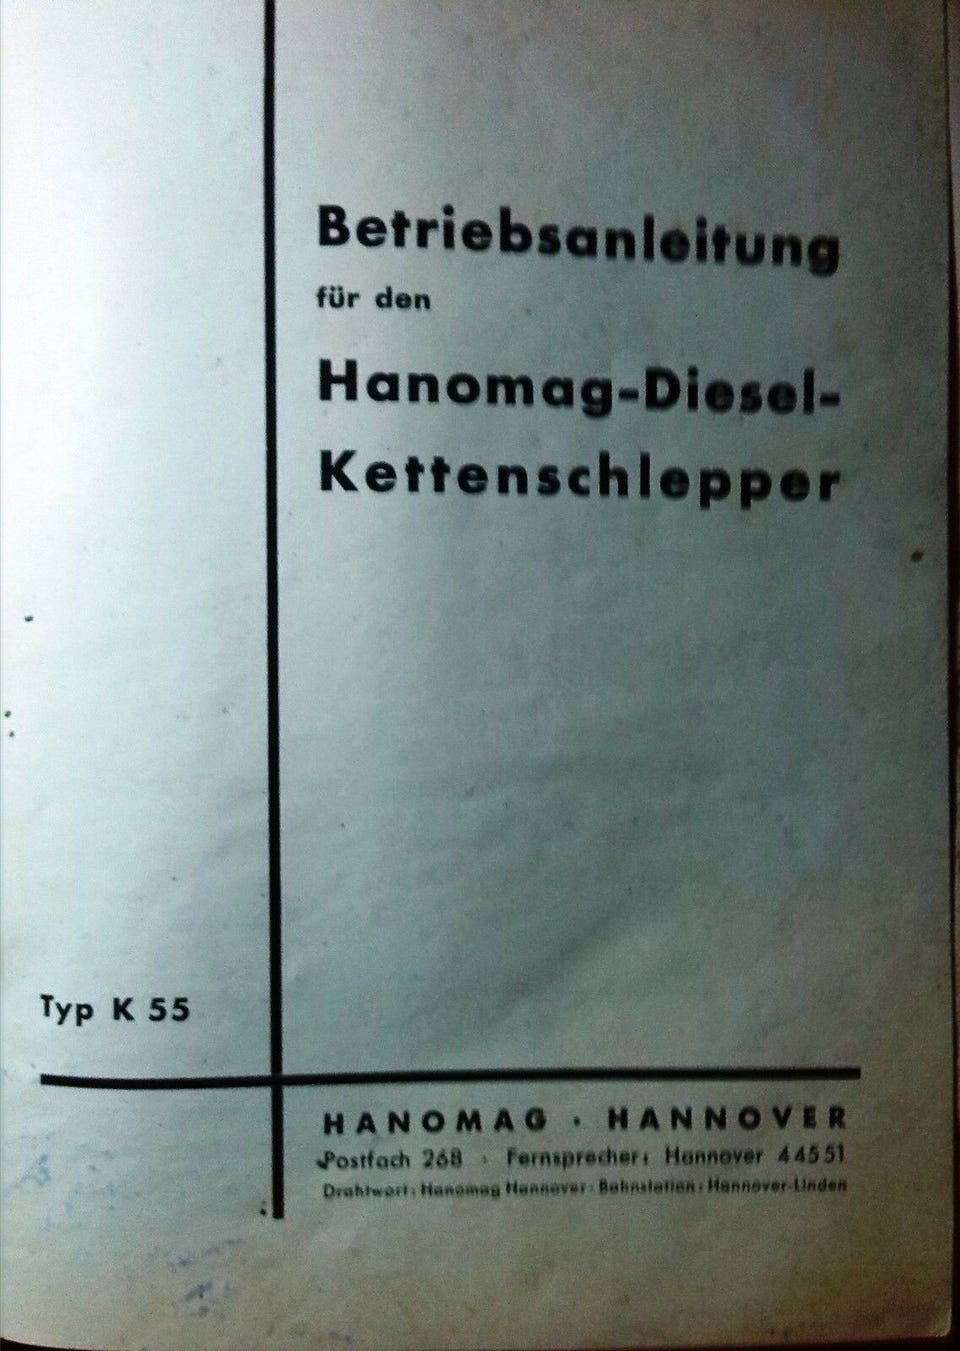 Betriebsanleitung
für den
Hanomag-Diesel-
Kettenschlepper
Typ K 55
HANOMAG · HANNOVER
Postfach 268 · Fernsprecher: Hannover 44551
Drahtwort: Hanomag Hannover · Bahnstation: Hannover-Linden